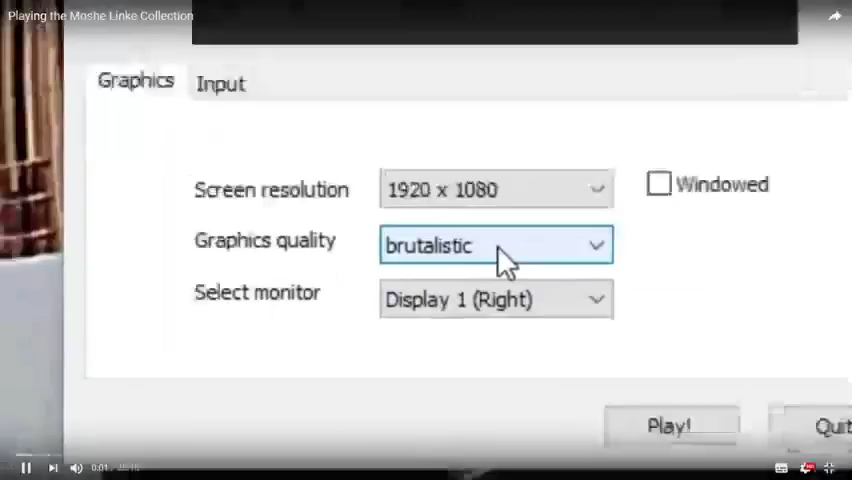 Playing the Moshe Linke Collection
Graphics
Input
Screen resolution
1920 x 1080
Windowed
Graphics quality
brutalistic
Select monitor
Display 1 (Right)
Play!
Quit
0:01